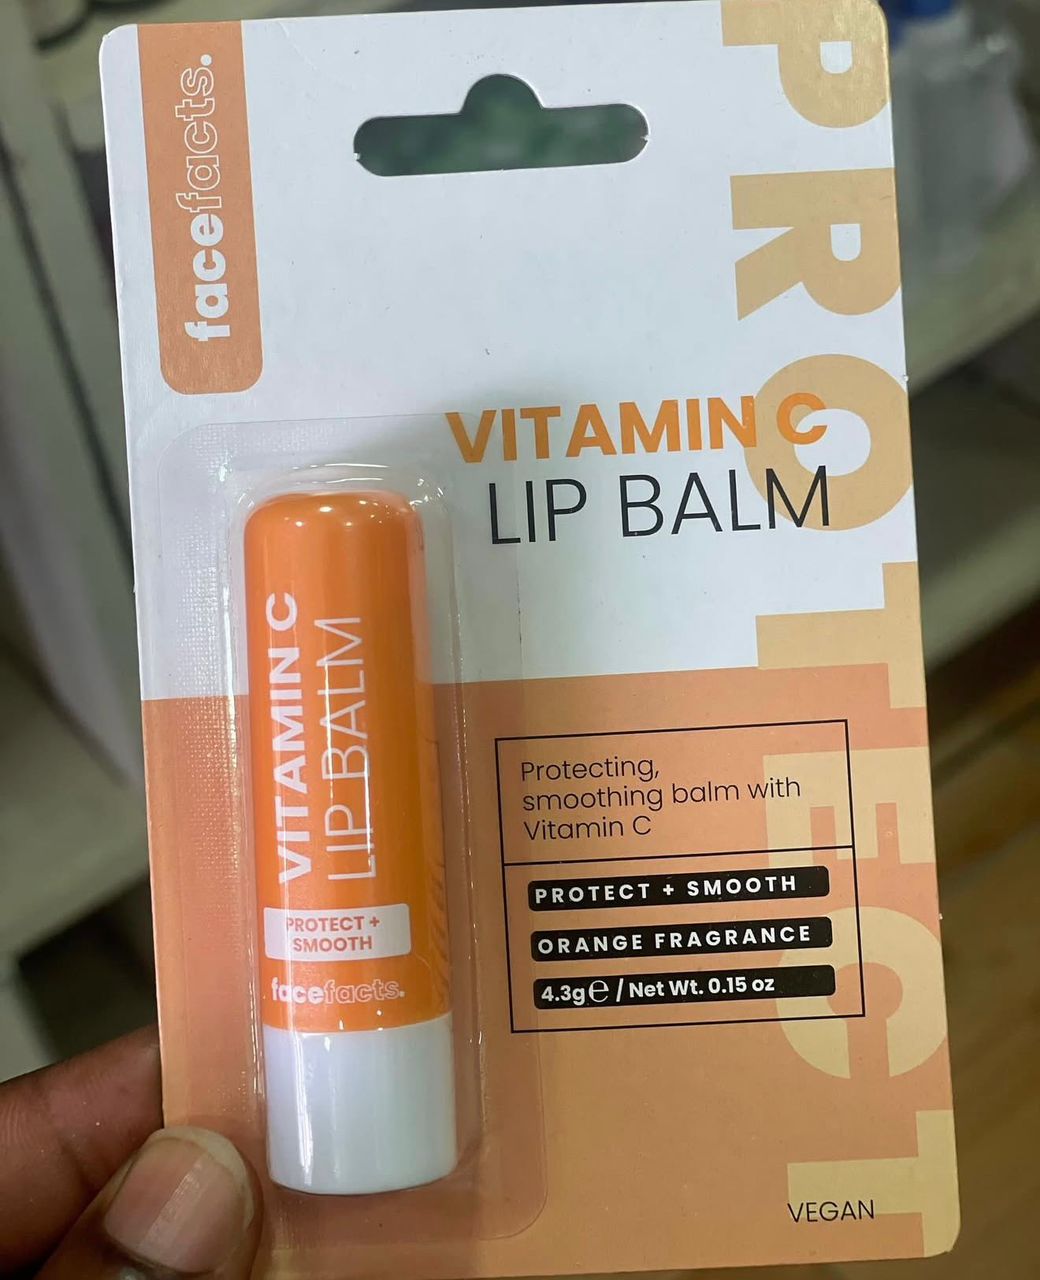 facefacts.
PROTECT
VITAMIN C
LIP BALM
VITAMIN C
LIP BALM
PROTECT +
SMOOTH
facefacts.
Protecting,
smoothing balm with
Vitamin C
PROTECT + SMOOTH
ORANGE FRAGRANCE
4.3g℮ / Net Wt. 0.15 oz
VEGAN